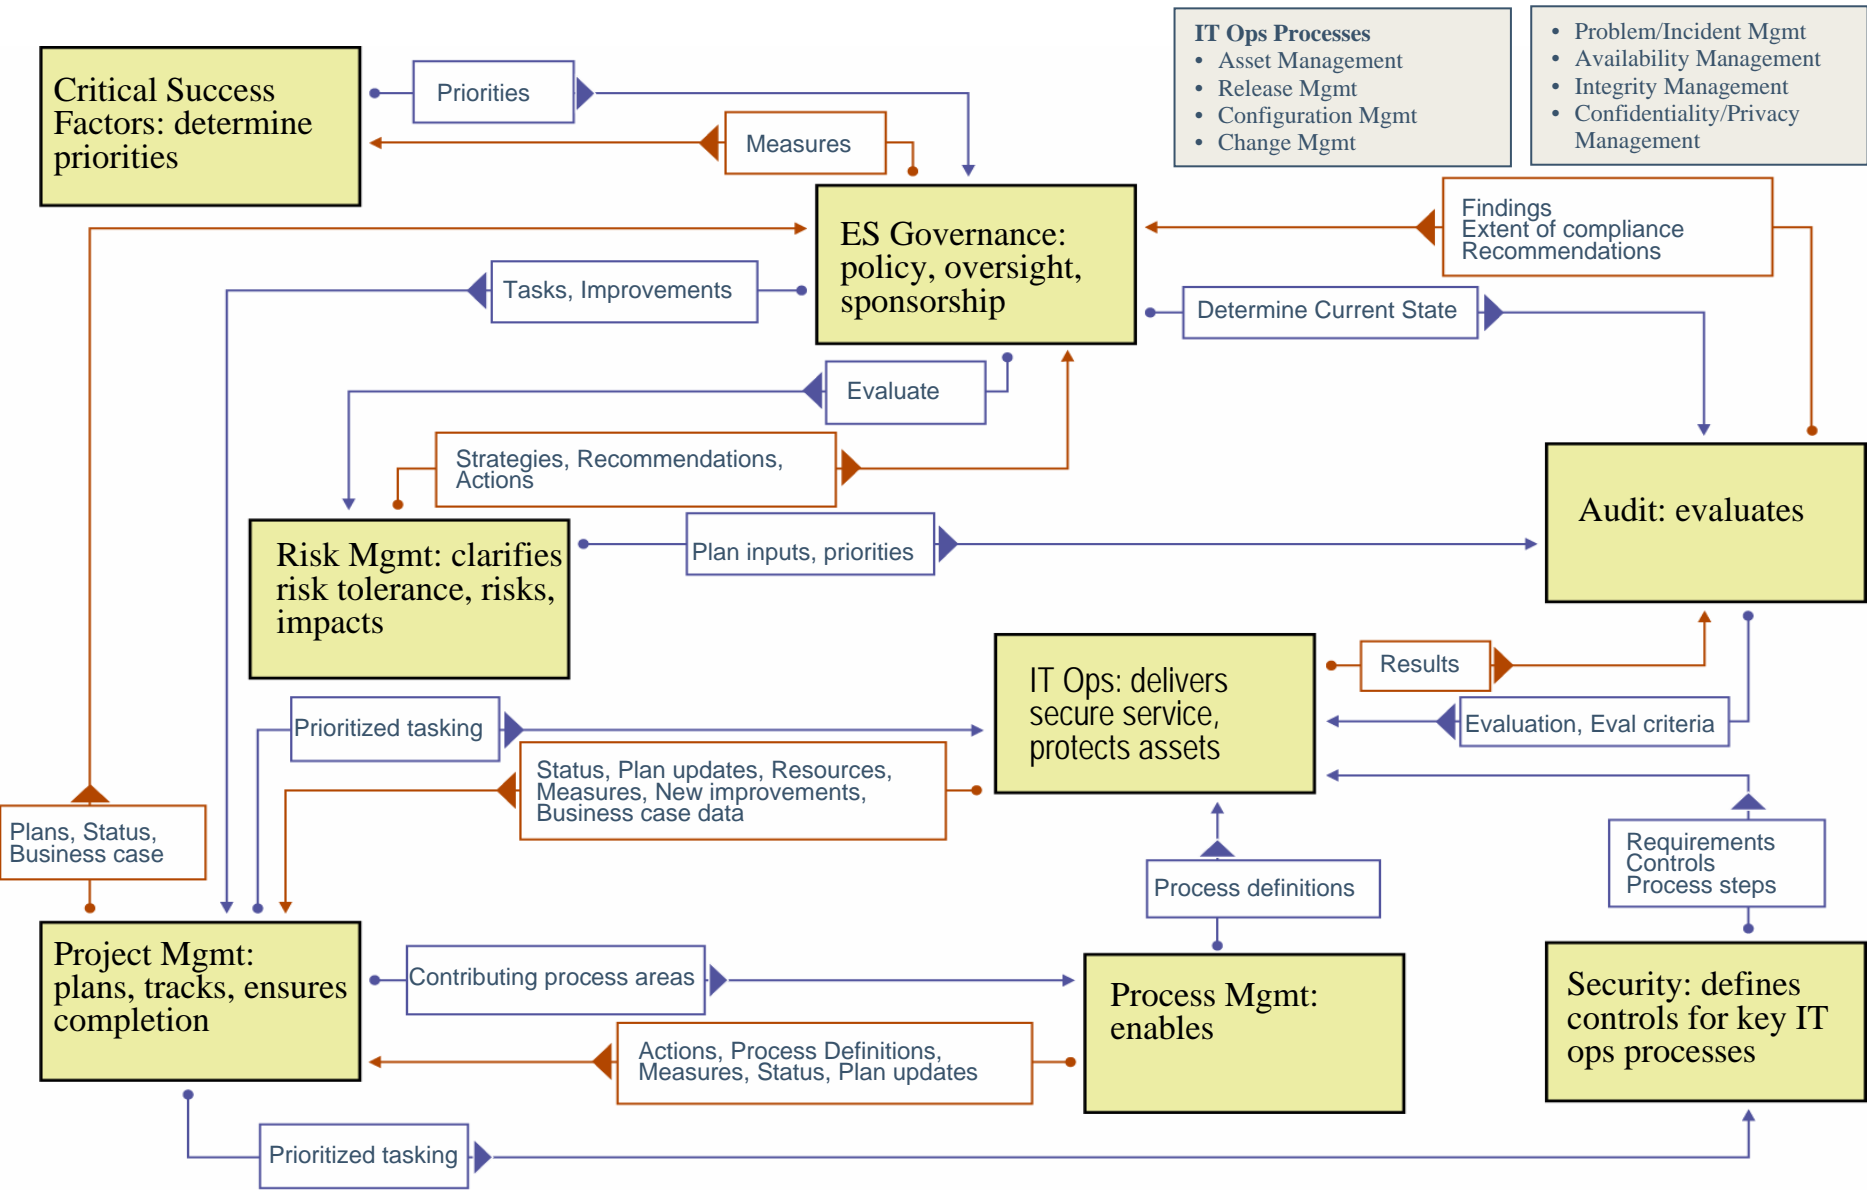 IT Ops Processes
• Asset Management
• Release Mgmt
• Configuration Mgmt
• Change Mgmt
• Problem/Incident Mgmt
• Availability Management
• Integrity Management
• Confidentiality/Privacy
Management
Critical Success
Factors: determine
priorities
Priorities
Measures
ES Governance:
policy, oversight,
sponsorship
Findings
Extent of compliance
Recommendations
Tasks, Improvements
Determine Current State
Evaluate
Strategies, Recommendations,
Actions
Audit: evaluates
Risk Mgmt: clarifies
risk tolerance, risks,
impacts
Plan inputs, priorities
IT Ops: delivers
secure service,
protects assets
Results
Evaluation, Eval criteria
Prioritized tasking
Status, Plan updates, Resources,
Measures, New improvements,
Business case data
Plans, Status,
Business case
Process definitions
Requirements
Controls
Process steps
Project Mgmt:
plans, tracks, ensures
completion
Contributing process areas
Process Mgmt:
enables
Security: defines
controls for key IT
ops processes
Actions, Process Definitions,
Measures, Status, Plan updates
Prioritized tasking